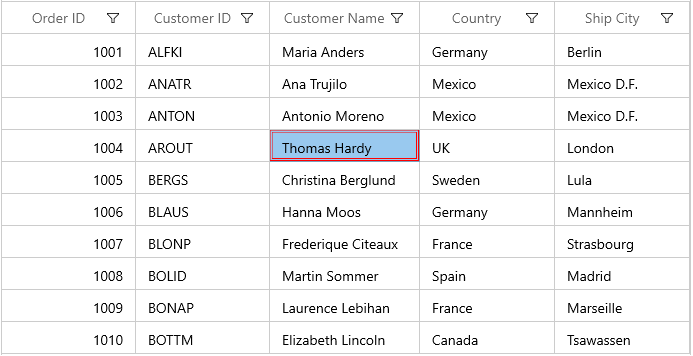 Order ID Customer ID Customer Name Country Ship City
1001 ALFKI Maria Anders Germany Berlin
1002 ANATR Ana Trujilo Mexico Mexico D.F.
1003 ANTON Antonio Moreno Mexico Mexico D.F.
1004 AROUT Thomas Hardy UK London
1005 BERGS Christina Berglund Sweden Lula
1006 BLAUS Hanna Moos Germany Mannheim
1007 BLONP Frederique Citeaux France Strasbourg
1008 BOLID Martin Sommer Spain Madrid
1009 BONAP Laurence Lebihan France Marseille
1010 BOTTM Elizabeth Lincoln Canada Tsawassen